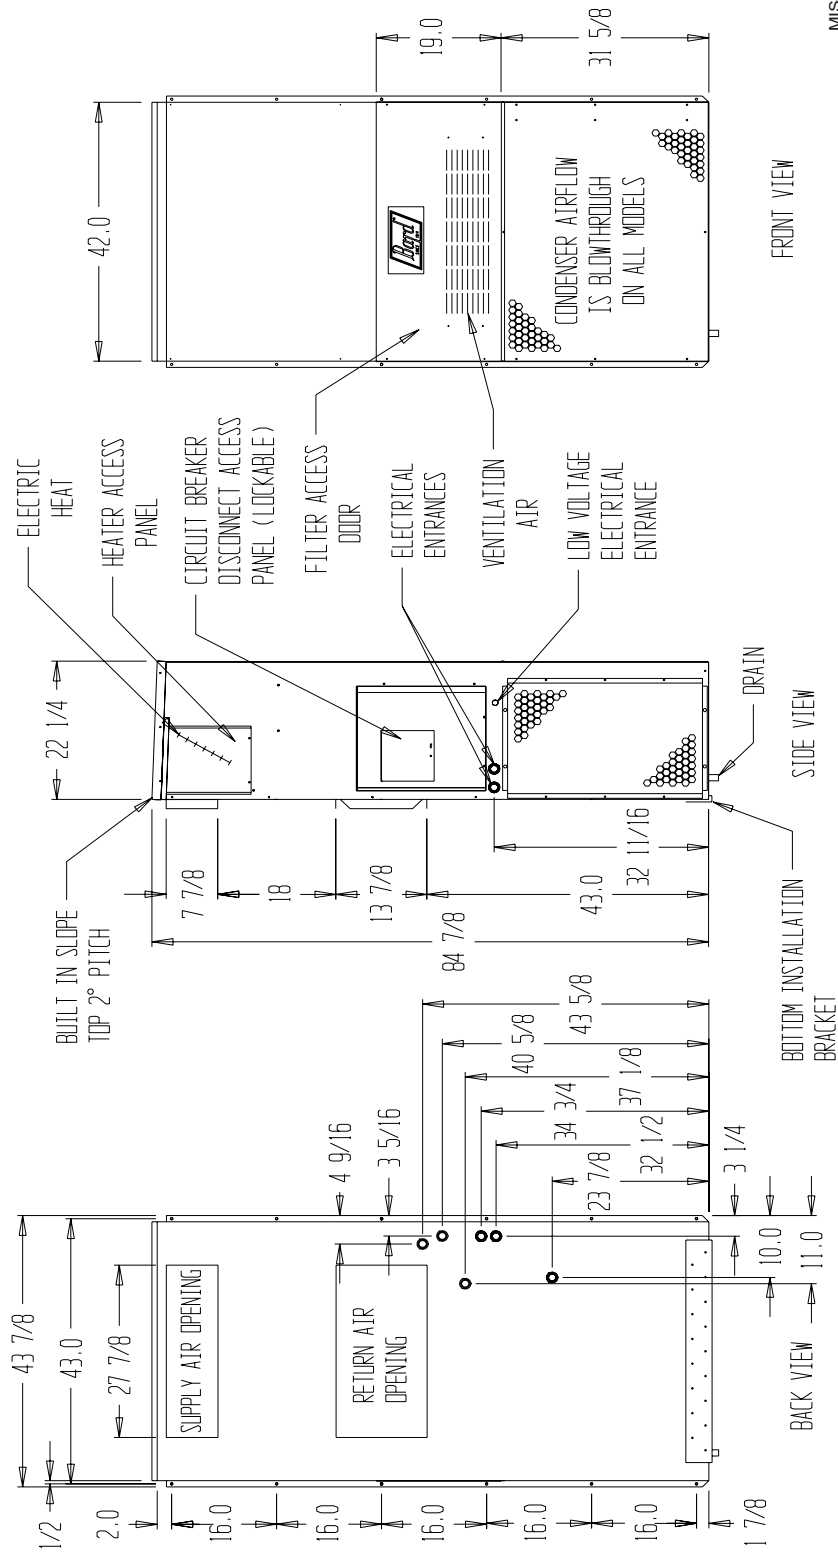 43 7/8
43.0
27 7/8
1/2
SUPPLY AIR OPENING
RETURN AIR
OPENING
2.0
16.0
16.0
16.0
16.0
16.0
1 7/8
4 9/16
3 5/16
43 5/8
40 5/8
37 1/8
34 3/4
32 1/2
23 7/8
3 1/4
10.0
11.0
BACK VIEW
BUILT IN SLOPE
TOP 2° PITCH
22 1/4
7 7/8
18
13 7/8
43.0
84 7/8
32 11/16
BOTTOM INSTALLATION
BRACKET
DRAIN
SIDE VIEW
ELECTRIC
HEAT
HEATER ACCESS
PANEL
CIRCUIT BREAKER
DISCONNECT ACCESS
PANEL (LOCKABLE)
FILTER ACCESS
DOOR
ELECTRICAL
ENTRANCES
VENTILATION
AIR
LOW VOLTAGE
ELECTRICAL
ENTRANCE
42.0
Bard
19.0
31 5/8
CONDENSER AIRFLOW
IS BLOWTHROUGH
ON ALL MODELS
FRONT VIEW
MIS